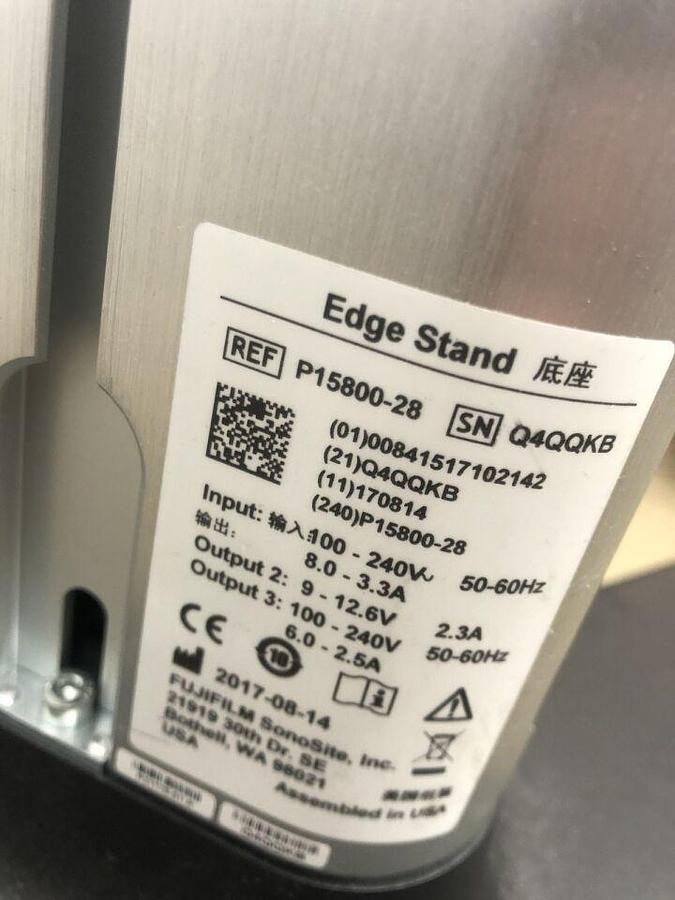 Edge Stand 底座
REF P15800-28 SN Q4QQKB
(01)00841517102142
(21)Q4QQKB
(11)170814
(240)P15800-28
Input: 输入:100 - 240V~ 50-60Hz
8.0 - 3.3A
输出:
Output 2: 9 - 12.6V 2.3A
Output 3: 100 - 240V 50-60Hz
6.0 - 2.5A
CE
10
2017-08-14
FUJIFILM SonoSite, Inc.
21919 30th Dr. SE
Bothell, WA 98021
USA
Assembled in USA